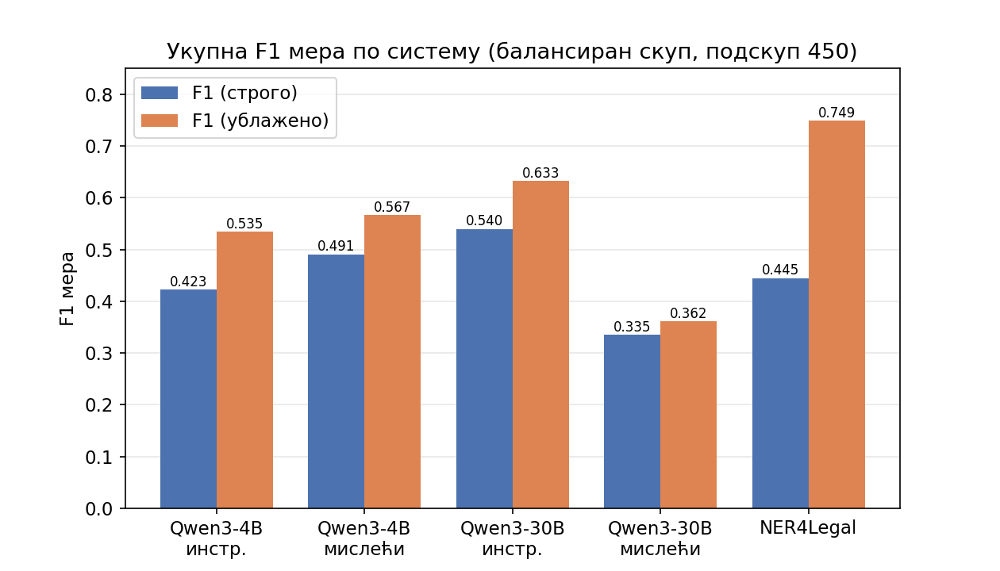 Укупна F1 мера по систему (балансиран скуп, подскуп 450)
F1 (строго)
F1 (ублажено)
F1 мера
0.8
0.7
0.6
0.5
0.4
0.3
0.2
0.1
0.0
0.423
0.535
0.491
0.567
0.540
0.633
0.335
0.362
0.445
0.749
Qwen3-4B
инстр.
Qwen3-4B
мислећи
Qwen3-30B
инстр.
Qwen3-30B
мислећи
NER4Legal